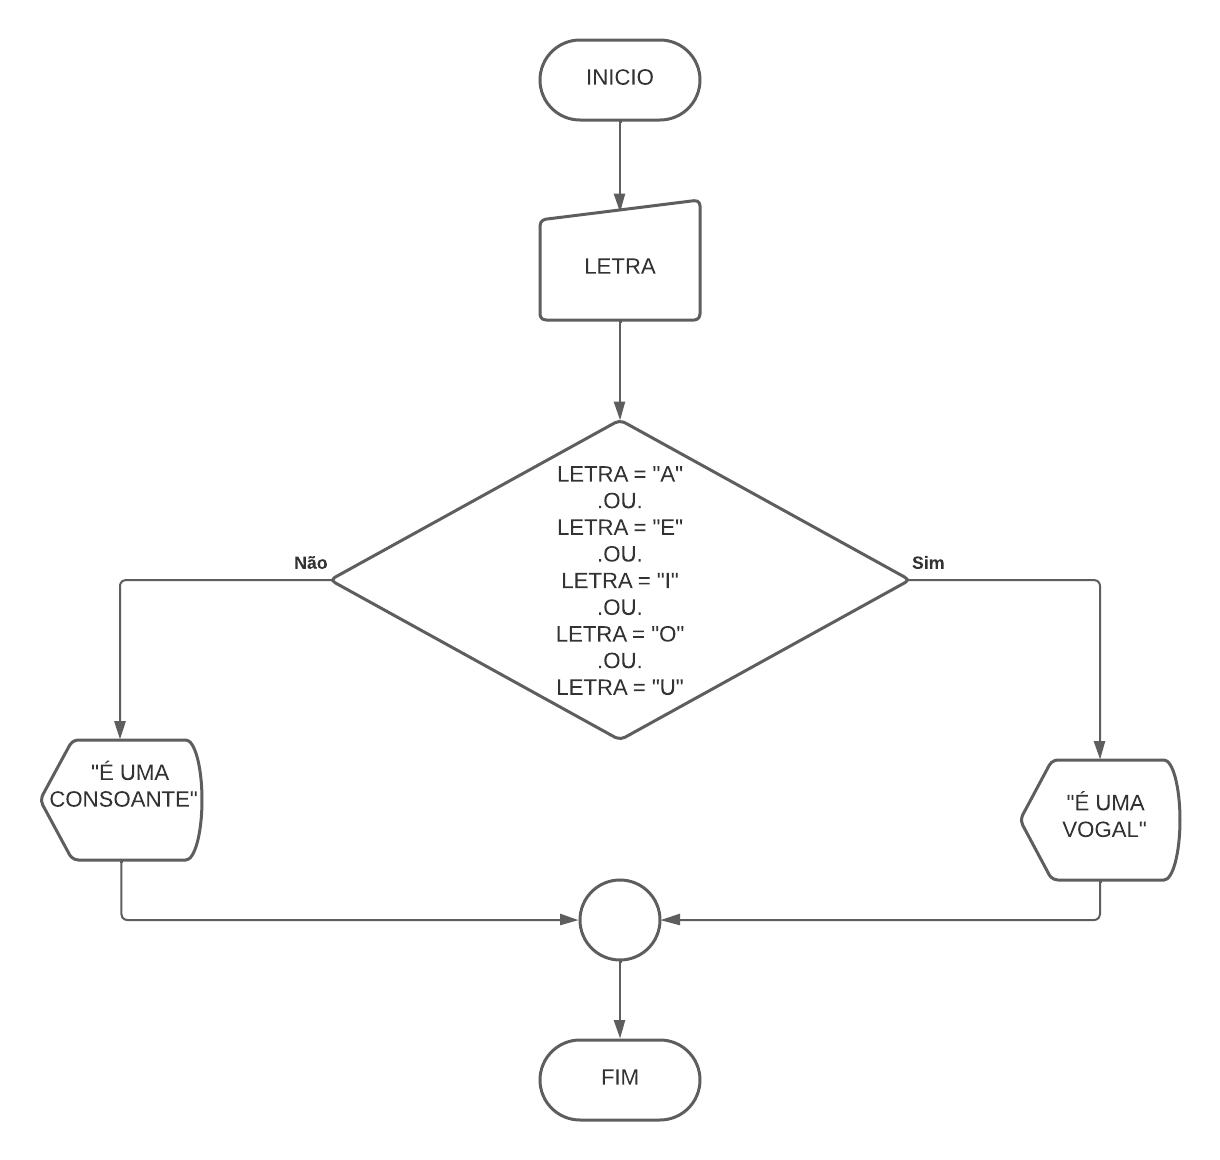 INICIO
LETRA
LETRA = "A"
.OU.
LETRA = "E"
.OU.
LETRA = "I"
.OU.
LETRA = "O"
.OU.
LETRA = "U"
Não
Sim
"É UMA
CONSOANTE"
"É UMA
VOGAL"
FIM